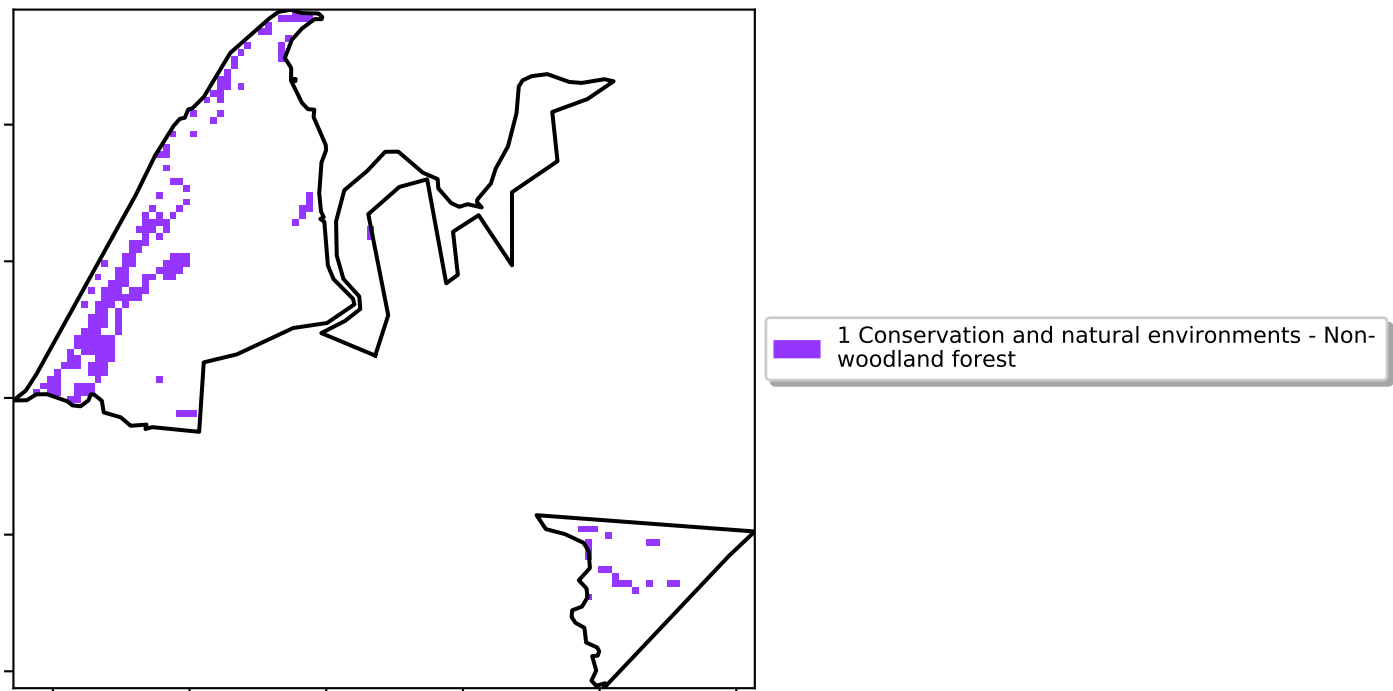 1 Conservation and natural environments - Non-
woodland forest